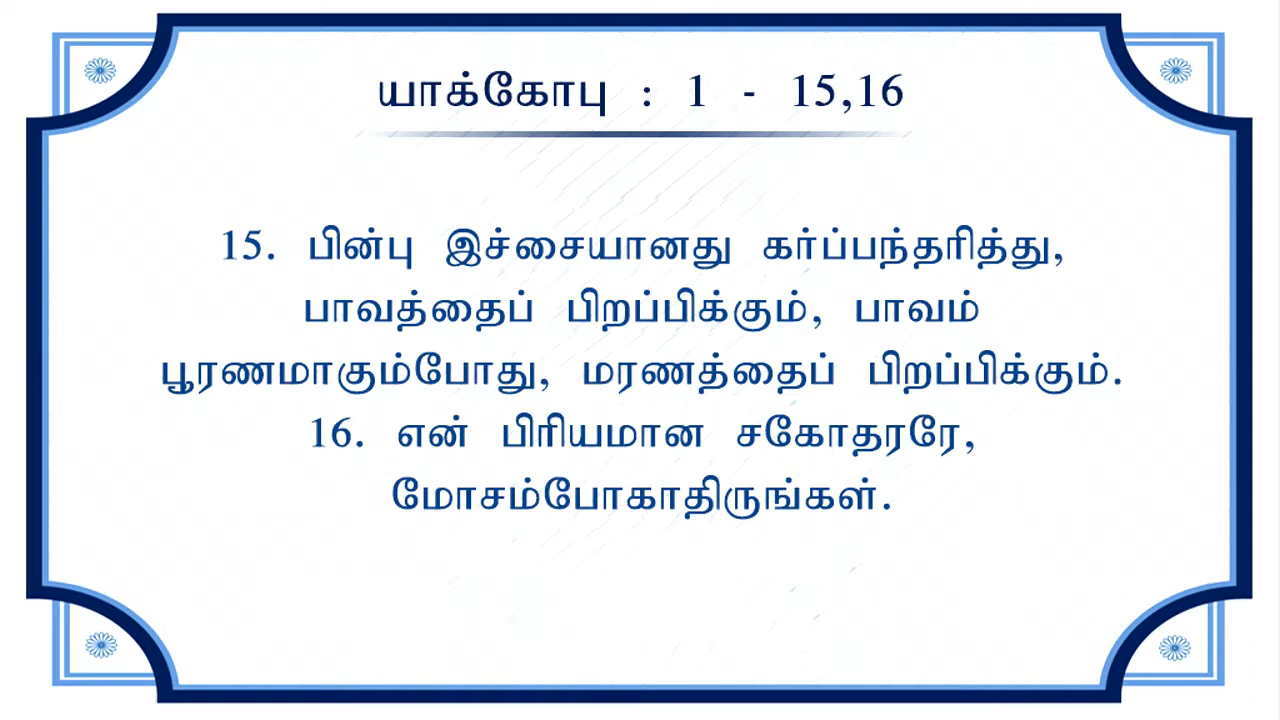 யாக்கோபு : 1 - 15,16
15. பின்பு இச்சையானது கர்ப்பந்தரித்து,
பாவத்தைப் பிறப்பிக்கும், பாவம்
பூரணமாகும்போது, மரணத்தைப் பிறப்பிக்கும்.
16. என் பிரியமான சகோதரரே,
மோசம்போகாதிருங்கள்.